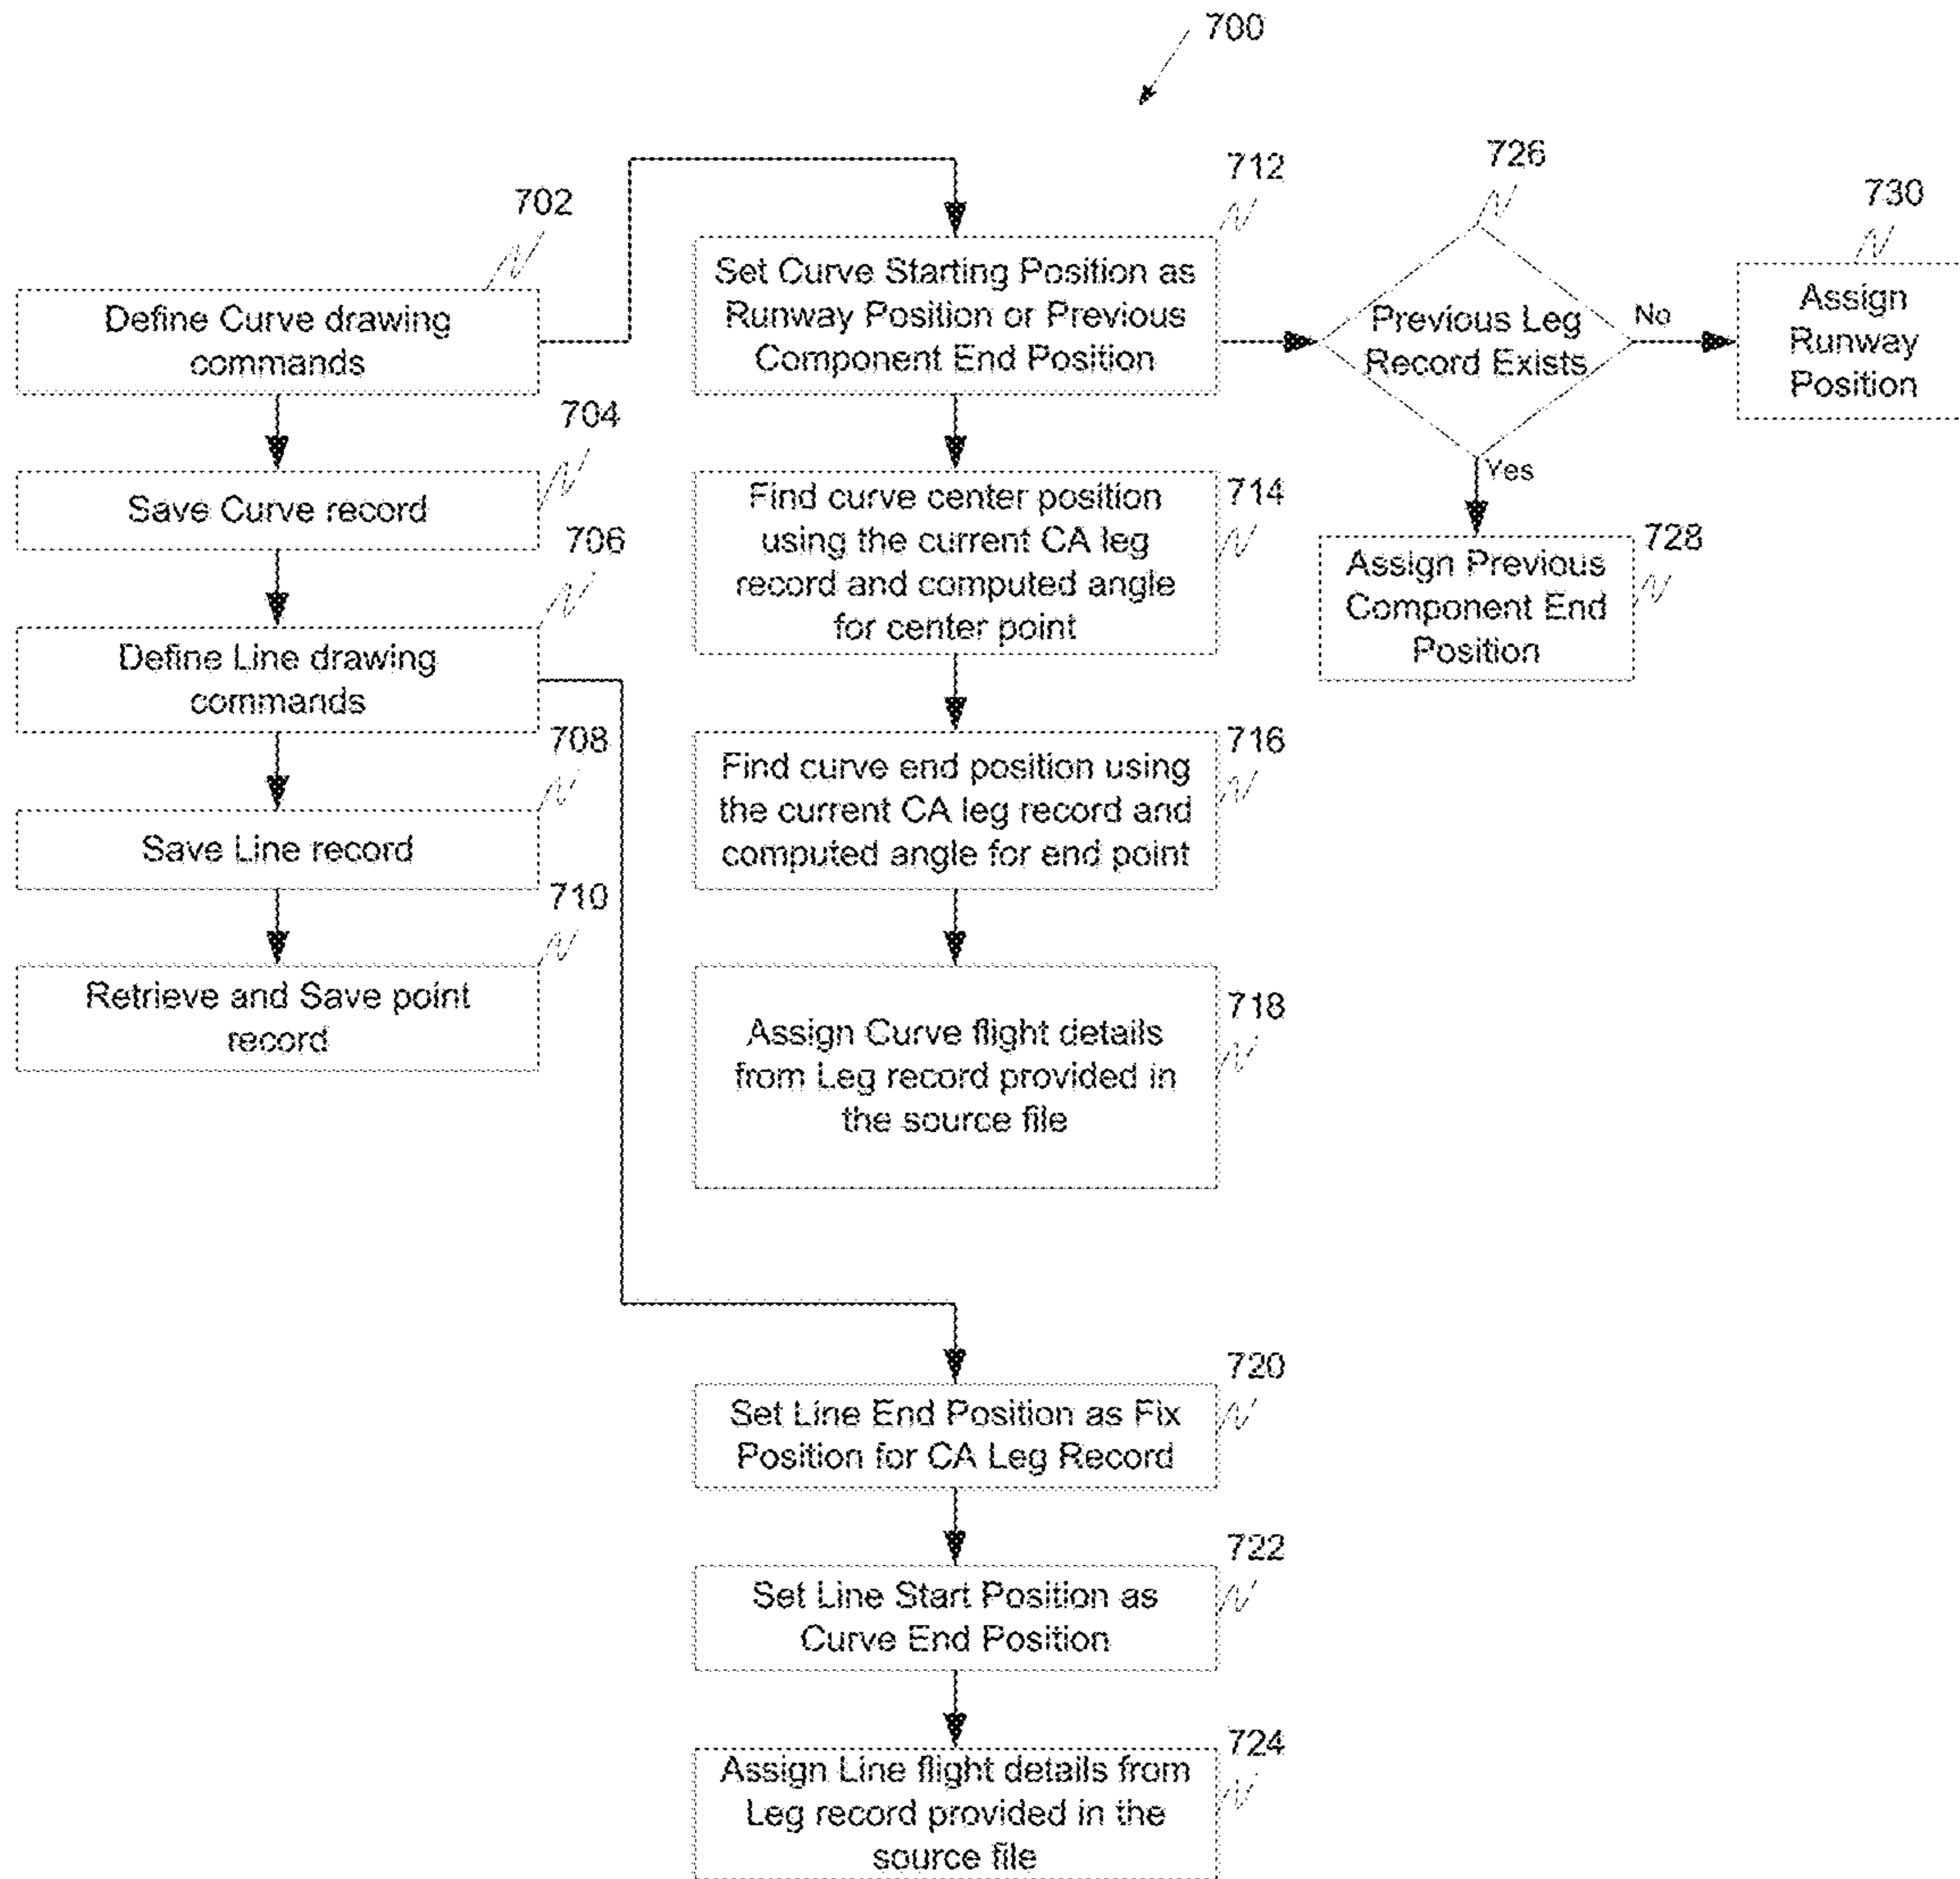 700
702
Define Curve drawing
commands
704
Save Curve record
706
Define Line drawing
commands
708
Save Line record
710
Retrieve and Save point
record
712
Set Curve Starting Position as
Runway Position or Previous
Component End Position
714
Find curve center position
using the current CA leg
record and computed angle
for center point
716
Find curve end position using
the current CA leg record and
computed angle for end point
718
Assign Curve flight details
from Leg record provided in
the source file
720
Set Line End Position as Fix
Position for CA Leg Record
722
Set Line Start Position as
Curve End Position
724
Assign Line flight details from
Leg record provided in the
source file
726
Previous Leg
Record Exists
No
Yes
728
Assign Previous
Component End
Position
730
Assign
Runway
Position